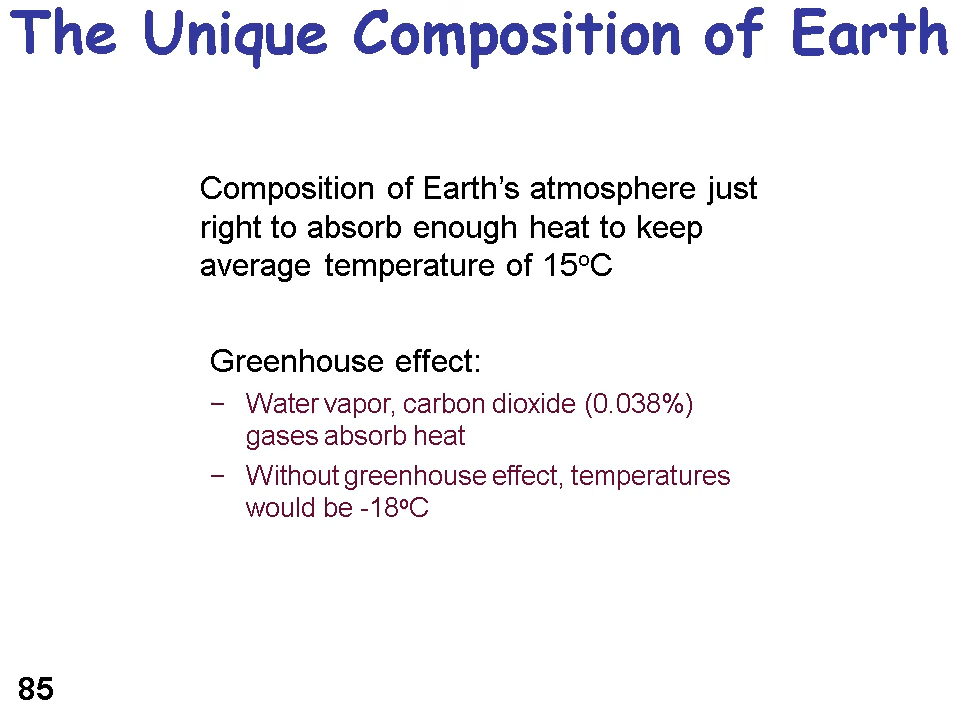 The Unique Composition of Earth
Composition of Earth’s atmosphere just
right to absorb enough heat to keep
average temperature of 15ºC
Greenhouse effect:
– Water vapor, carbon dioxide (0.038%)
gases absorb heat
– Without greenhouse effect, temperatures
would be -18ºC
85